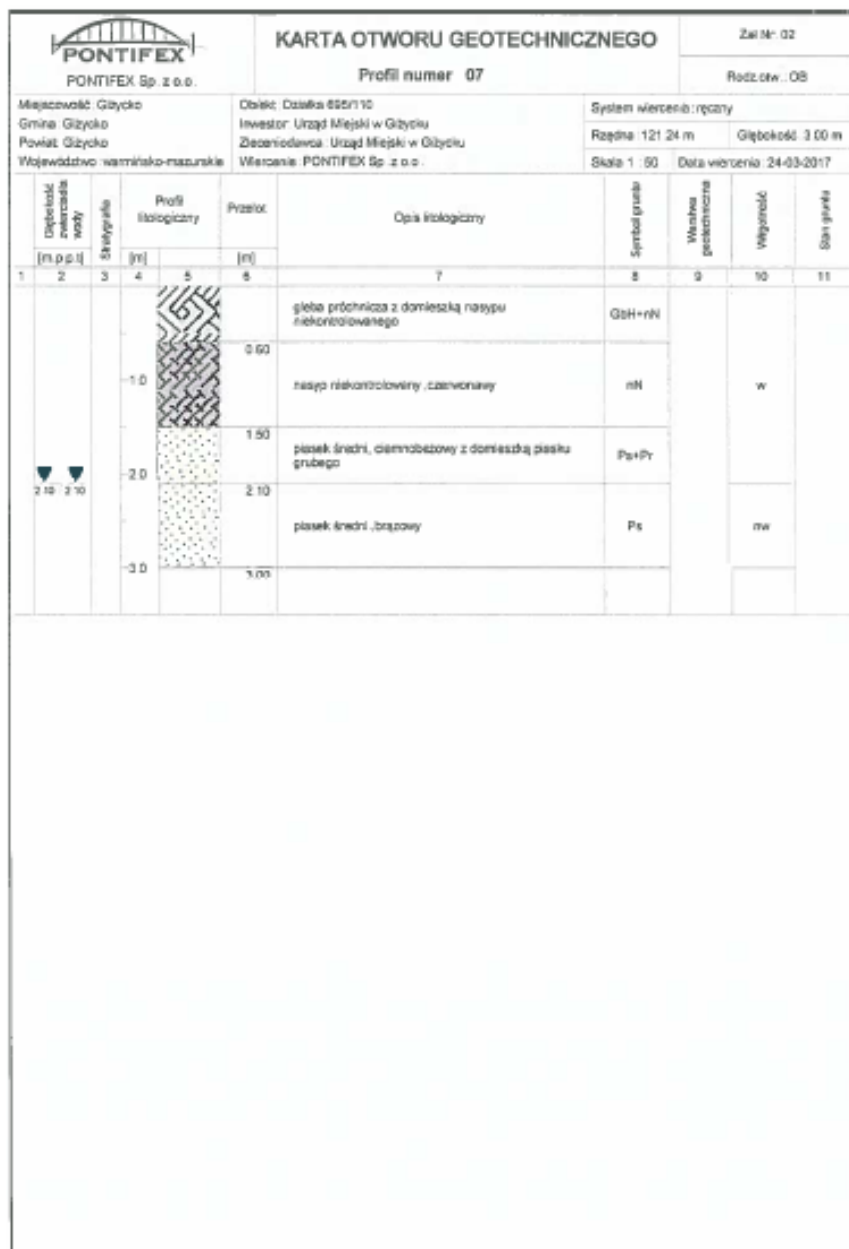 PONTIFEX
PONTIFEX Sp. z o.o.
KARTA OTWORU GEOTECHNICZNEGO
Profil numer 07
Zał.Nr: 02
Rodz.otw.: OB
Miejscowość: Giżycko
Gmina: Giżycko
Powiat: Giżycko
Województwo: warmińsko-mazurskie
Obiekt: Działka 695/110
Inwestor: Urząd Miejski w Giżycku
Zleceniodawca: Urząd Miejski w Giżycku
Wiercenie: PONTIFEX Sp. z o.o.
System wiercenia: ręczny
Rzędna: 121.24 m Głębokość: 3.00 m
Skala 1 : 50 Data wiercenia: 24-03-2017
Głębokość zwierciadła wody
[m.p.p.t]
Stratygrafia
Profil litologiczny
[m]
Przelot
[m]
Opis litologiczny
Symbol gruntu
Warstwa geotechniczna
Wilgotność
Stan gruntu
1 2 3 4 5 6 7 8 9 10 11
gleba próchnicza z domieszką nasypu
niekontrolowanego
GbH+nN
0.60
1.0
nasyp niekontrolowany ,czerwonawy
nN
w
1.50
piasek średni, ciemnobeżowy z domieszką piasku
grubego
Ps+Pr
2.0
2.10 2.10
2.10
piasek średni ,brązowy
Ps
nw
3.0
3.00